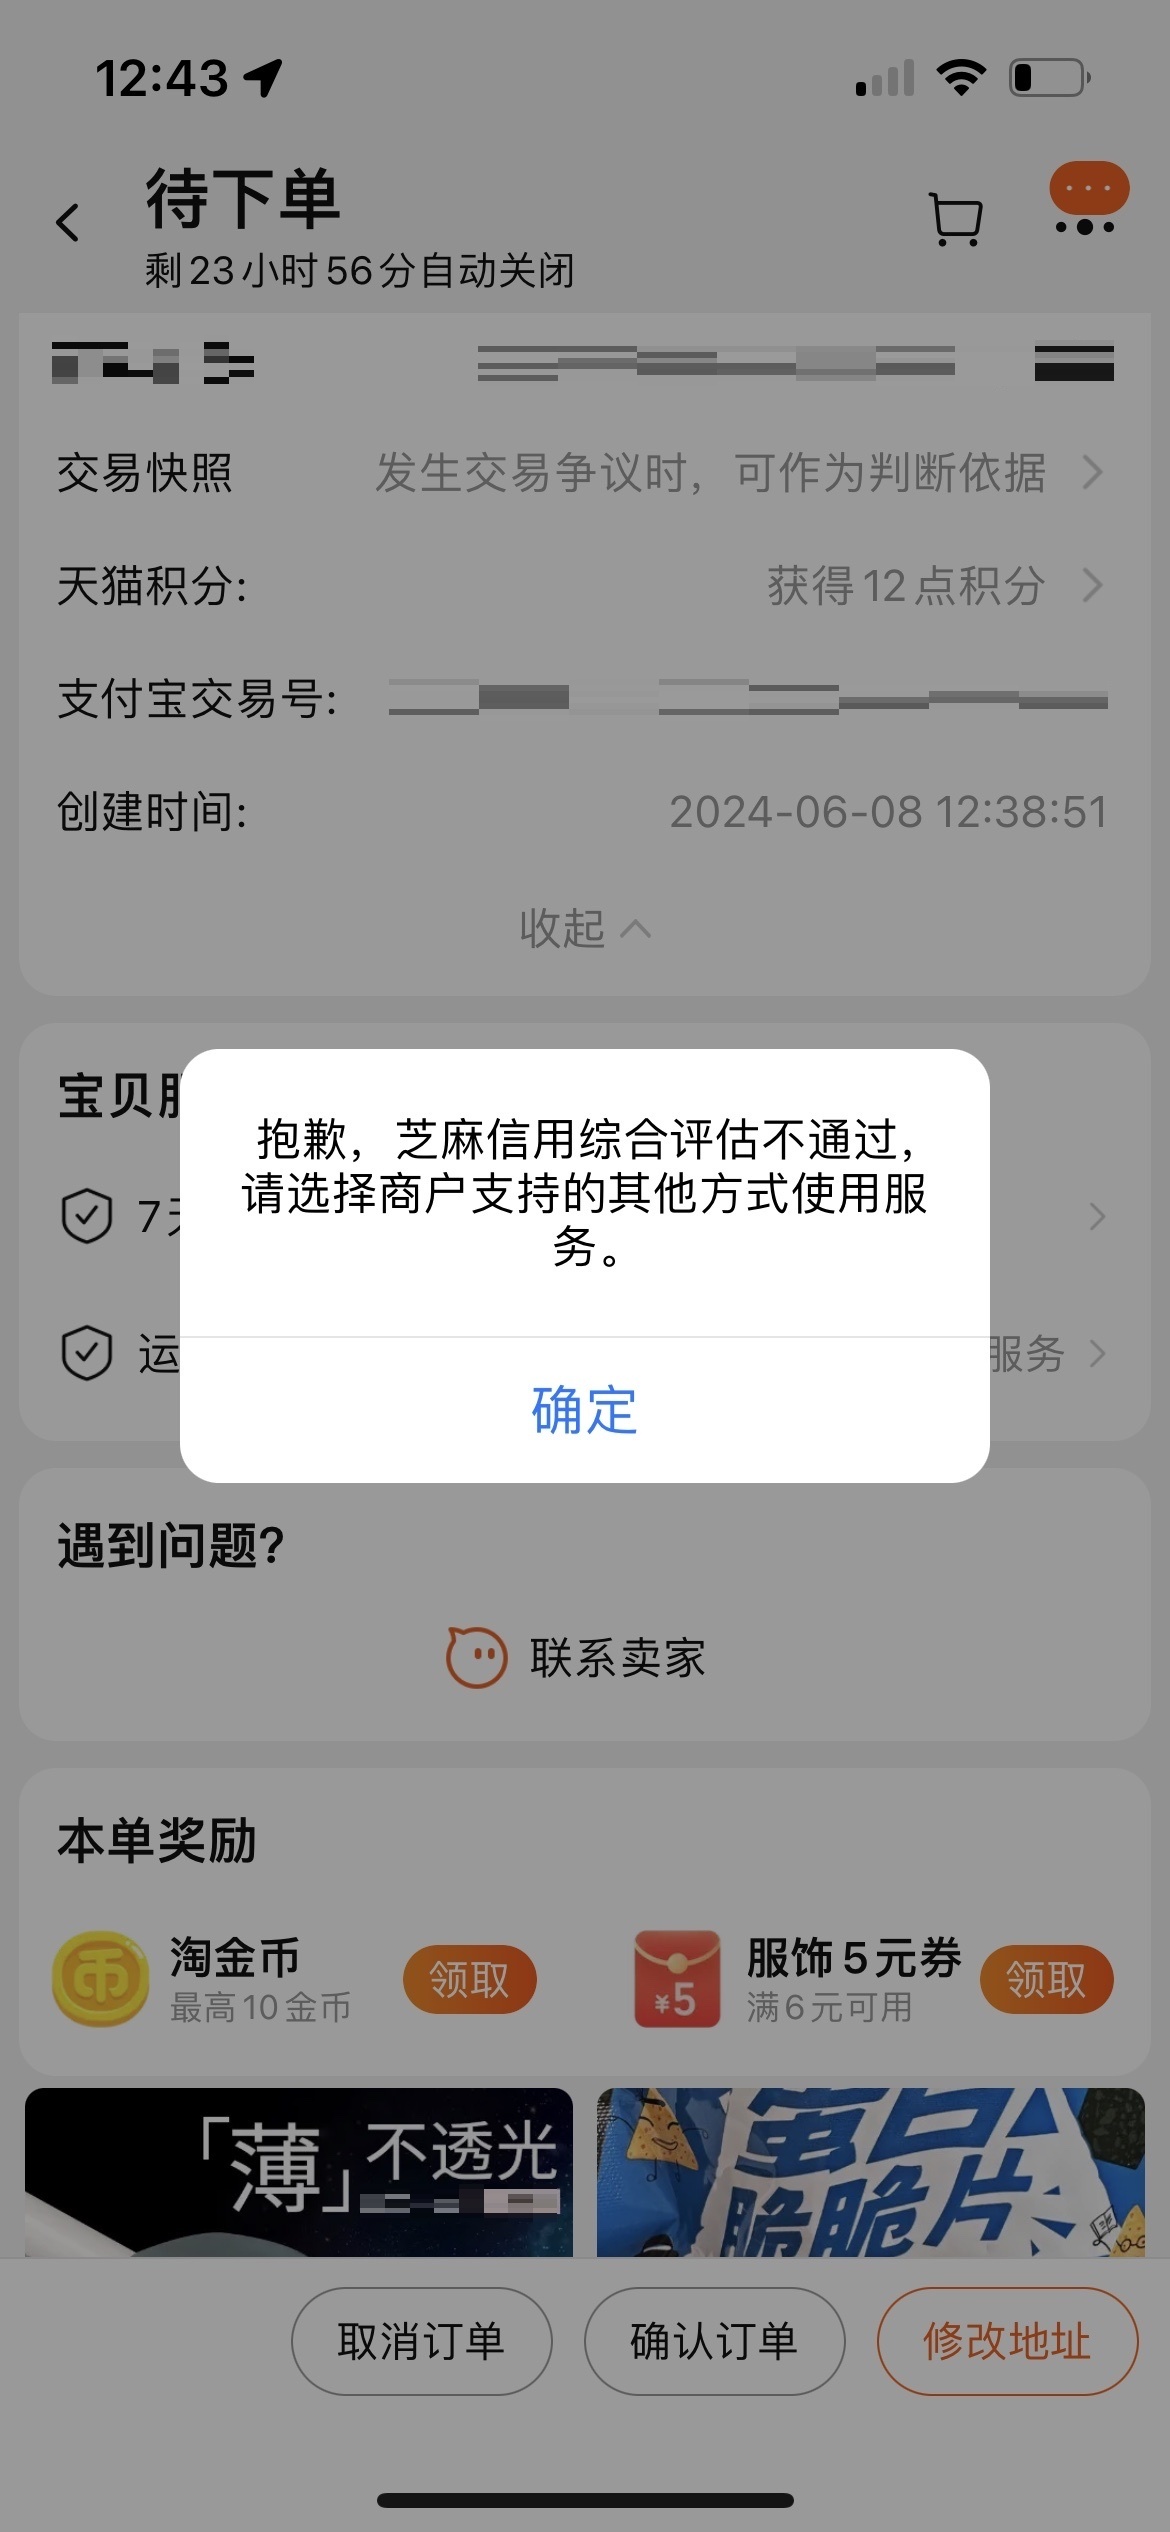 12:43
待下单
剩23小时56分自动关闭
交易快照 发生交易争议时，可作为判断依据
天猫积分: 获得12点积分
支付宝交易号:
创建时间: 2024-06-08 12:38:51
收起
宝贝
抱歉，芝麻信用综合评估不通过，
请选择商户支持的其他方式使用服
务。
7
运 服务
确定
遇到问题?
联系卖家
本单奖励
淘金币
最高10金币
领取
¥5
服饰5元券
满6元可用
领取
「薄」不透光
蛋白
脆脆片
取消订单
确认订单
修改地址